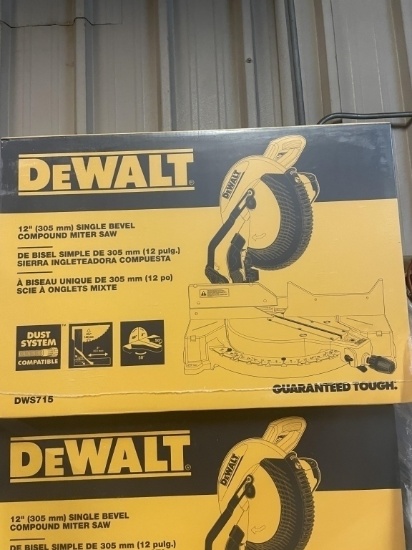 DEWALT
12" (305 mm) SINGLE BEVEL
COMPOUND MITER SAW
DE BISEL SIMPLE DE 305 mm (12 pulg.)
SIERRA INGLETEADORA COMPUESTA
À BISEAU UNIQUE DE 305 mm (12 po)
SCIE À ONGLETS MIXTE
DEWALT
DUST
SYSTEM
COMPATIBLE
DWS715
GUARANTEED TOUGH.
DEWALT
12" (305 mm) SINGLE BEVEL
COMPOUND MITER SAW
DE BISEL SIMPLE DE 305 mm (12 pulg.)
DEWALT